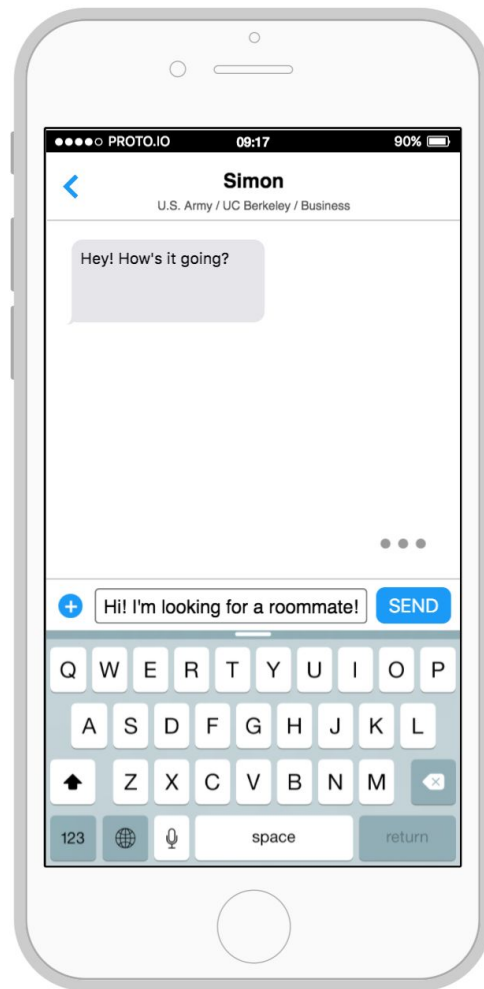 PROTO.IO 09:17 90%
Simon
U.S. Army / UC Berkeley / Business
Hey! How's it going?
Hi! I'm looking for a roommate! SEND
Q W E R T Y U I O P
A S D F G H J K L
Z X C V B N M
123 space return